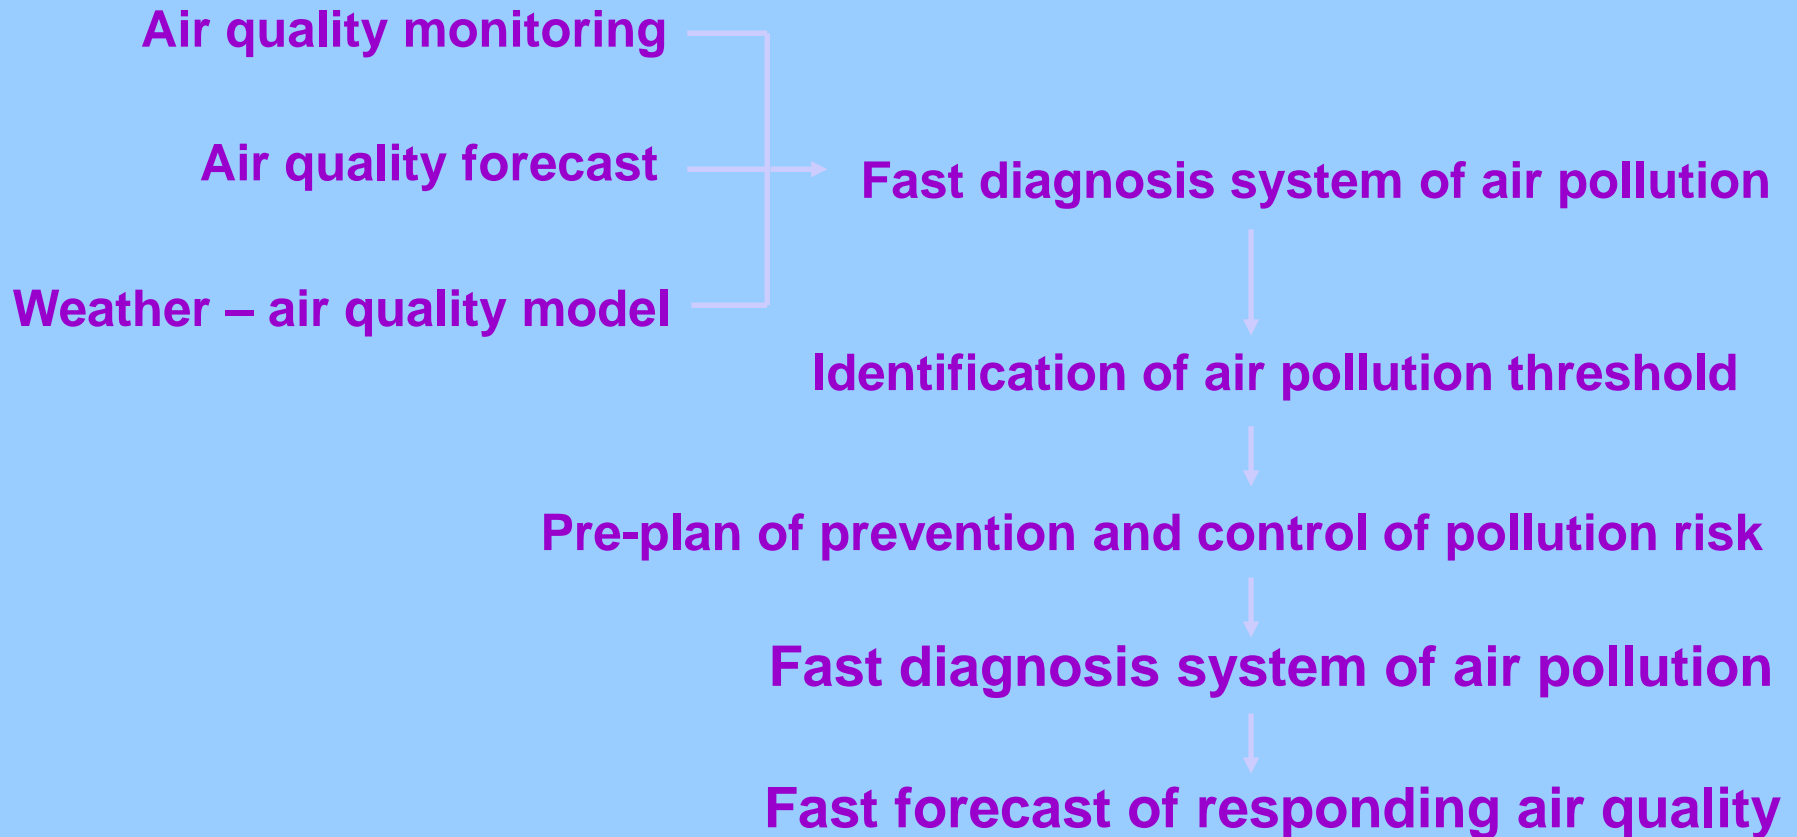 Air quality monitoring
Air quality forecast
Fast diagnosis system of air pollution
Weather – air quality model
Identification of air pollution threshold
Pre-plan of prevention and control of pollution risk
Fast diagnosis system of air pollution
Fast forecast of responding air quality